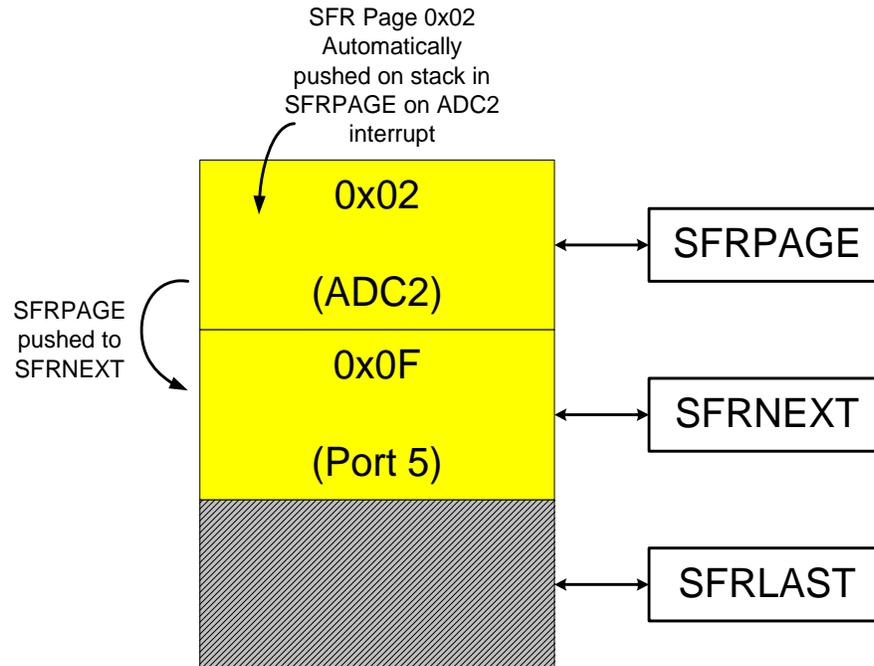 SFR Page 0x02
Automatically
pushed on stack in
SFRPAGE on ADC2
interrupt
0x02
(ADC2)
SFRPAGE
SFRPAGE
pushed to
SFRNEXT
0x0F
(Port 5)
SFRNEXT
SFRLAST